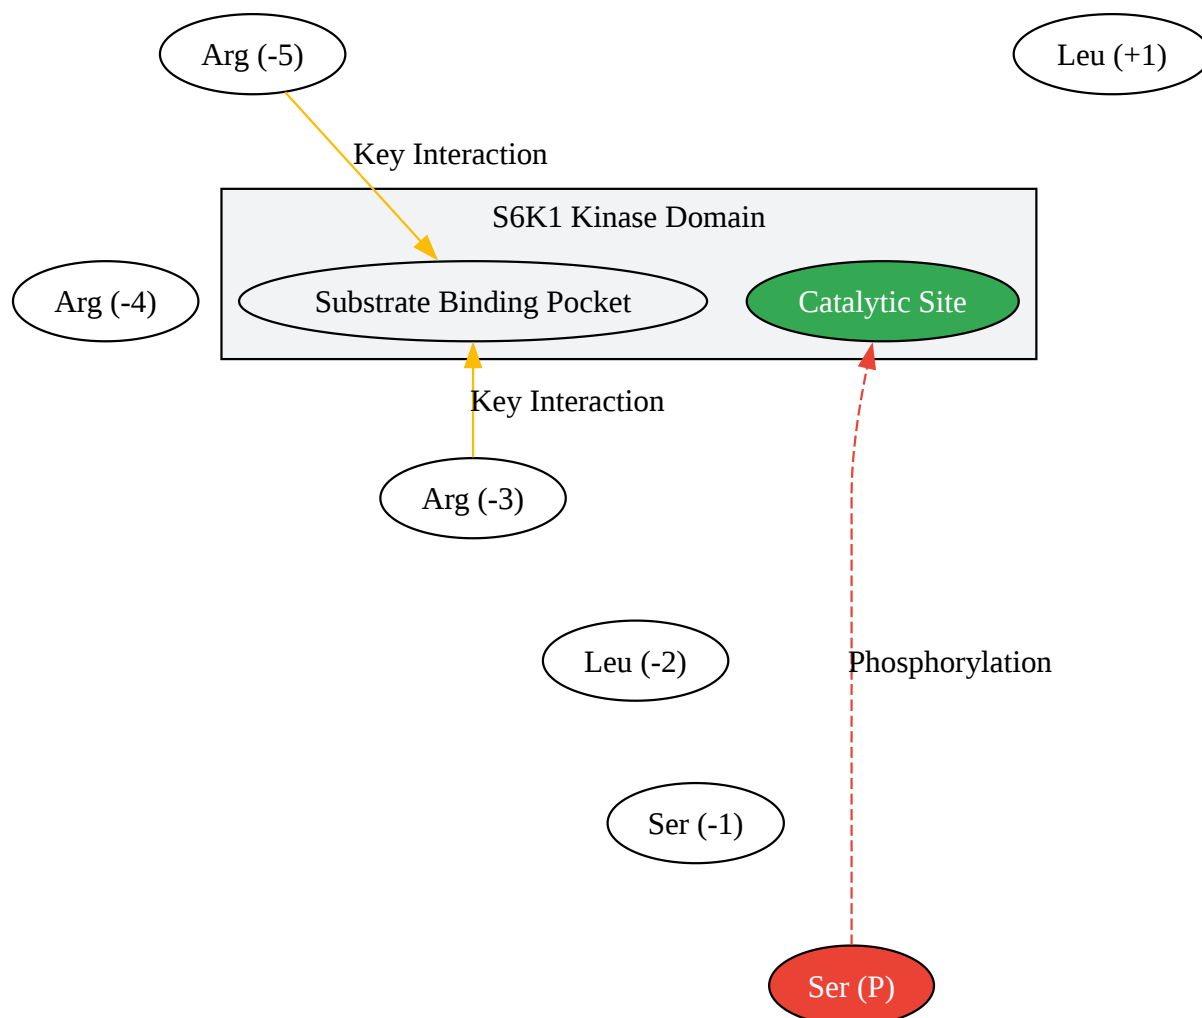 Arg (-5)
Leu (+1)
Key Interaction
S6K1 Kinase Domain
Arg (-4)
Substrate Binding Pocket
Catalytic Site
Key Interaction
Arg (-3)
Leu (-2)
Phosphorylation
Ser (-1)
Ser (P)